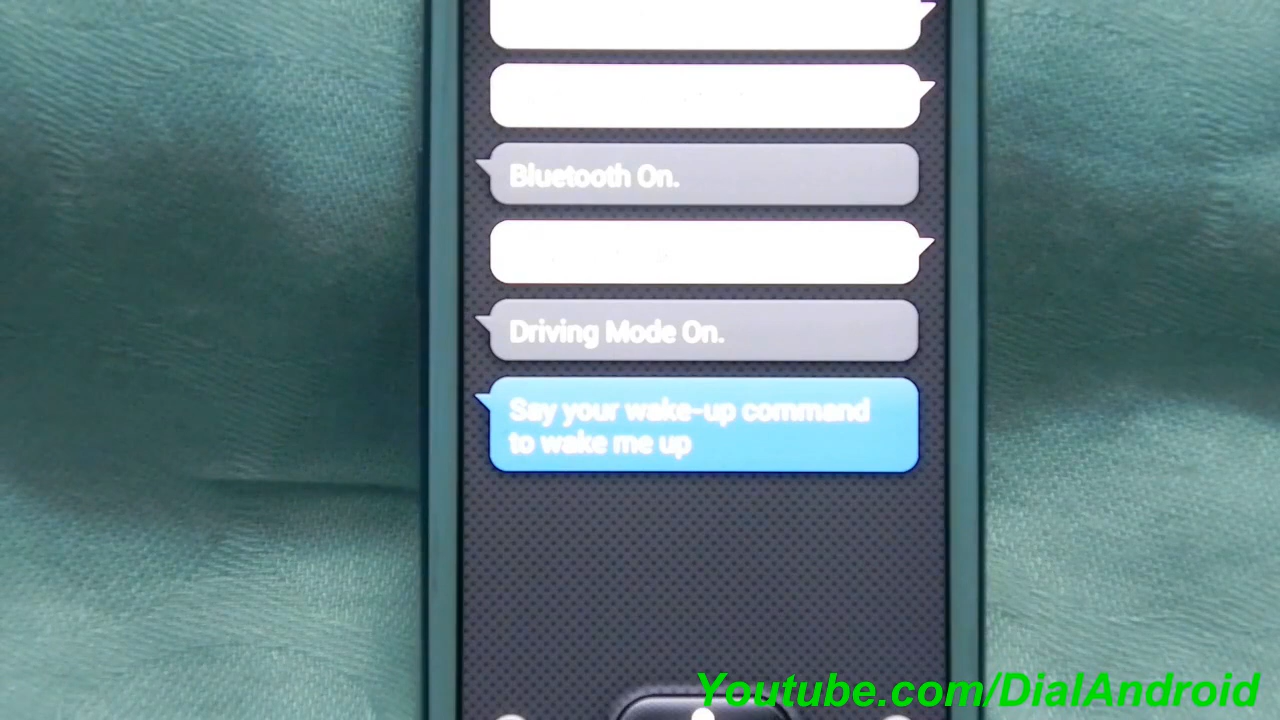 Bluetooth On.
Driving Mode On.
Say your wake-up command
to wake me up
Youtube.com/DialAndroid